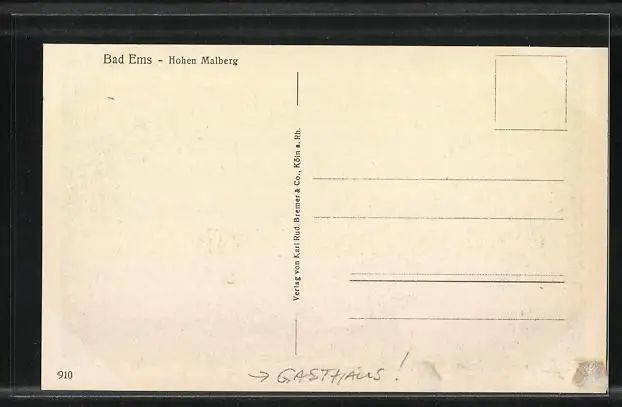 Bad Ems - Hohen Malberg
Verlag von Karl Rud. Bremer & Co., Köln a. Rh.
910
→ GASTHAUS!